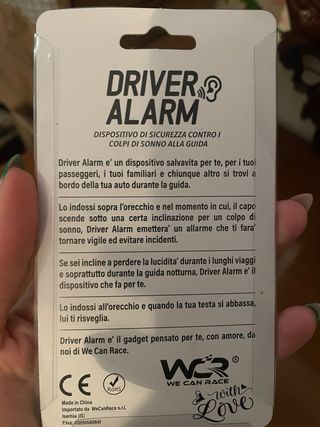 DRIVER
ALARM
DISPOSITIVO DI SICUREZZA CONTRO I
COLPI DI SONNO ALLA GUIDA
Driver Alarm e' un dispositivo salvavita per te, per i tuoi
passeggeri, i tuoi familiari e chiunque altro si trovi a
bordo della tua auto durante la guida.
Lo indossi sopra l'orecchio e nel momento in cui, il capo
scende sotto una certa inclinazione per un colpo di
sonno, Driver Alarm emettera' un allarme che ti fara'
tornare vigile ed evitare incidenti.
Se sei incline a perdere la lucidita' durante i lunghi viaggi
e soprattutto durante la guida notturna, Driver Alarm e' il
dispositivo che fa per te.
Lo indossi all'orecchio e quando la tua testa si abbassa,
lui ti risveglia.
Driver Alarm e' il gadget pensato per te, con amore, da
noi di We Can Race.
CE
RoHS
WCR
WE CAN RACE
Made in China
Importato da WeCanRace s.r.l.
Isernia (IS)
P.Iva
with
Love